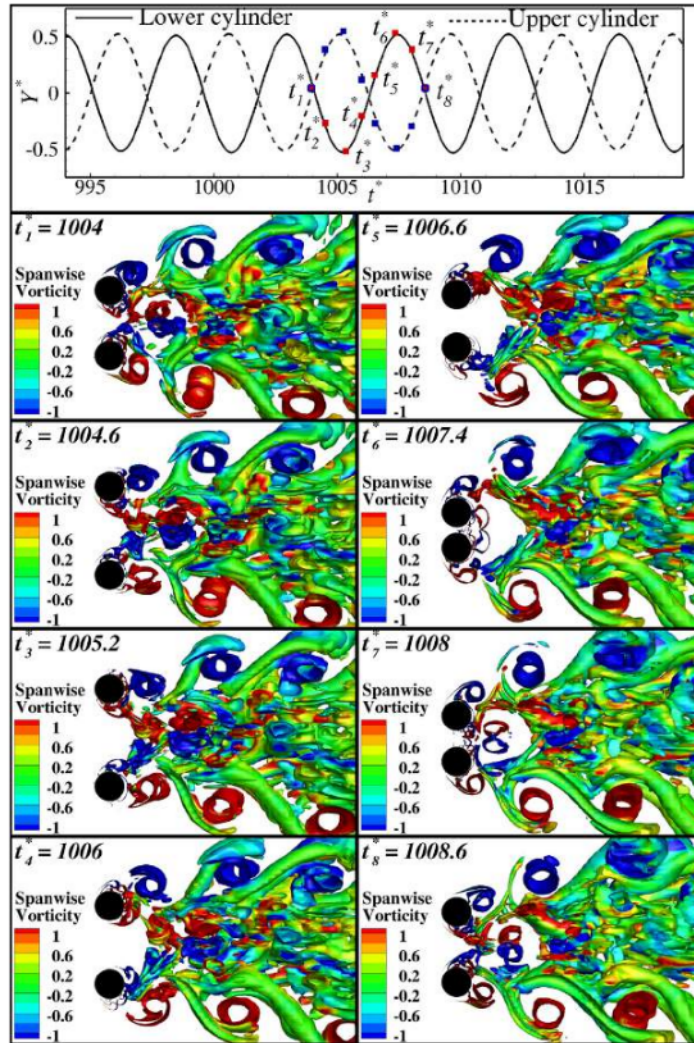 Lower cylinder Upper cylinder
0.5
0
-0.5
Y*
t₁*
t₂*
t₃*
t₄*
t₅*
t₆*
t₇*
t₈*
995 1000 1005 1010 1015
t*
t₁* = 1004
Spanwise
Vorticity
1
0.6
0.2
-0.2
-0.6
-1
t₅* = 1006.6
Spanwise
Vorticity
1
0.6
0.2
-0.2
-0.6
-1
t₂* = 1004.6
Spanwise
Vorticity
1
0.6
0.2
-0.2
-0.6
-1
t₆* = 1007.4
Spanwise
Vorticity
1
0.6
0.2
-0.2
-0.6
-1
t₃* = 1005.2
Spanwise
Vorticity
1
0.6
0.2
-0.2
-0.6
-1
t₇* = 1008
Spanwise
Vorticity
1
0.6
0.2
-0.2
-0.6
-1
t₄* = 1006
Spanwise
Vorticity
1
0.6
0.2
-0.2
-0.6
-1
t₈* = 1008.6
Spanwise
Vorticity
1
0.6
0.2
-0.2
-0.6
-1